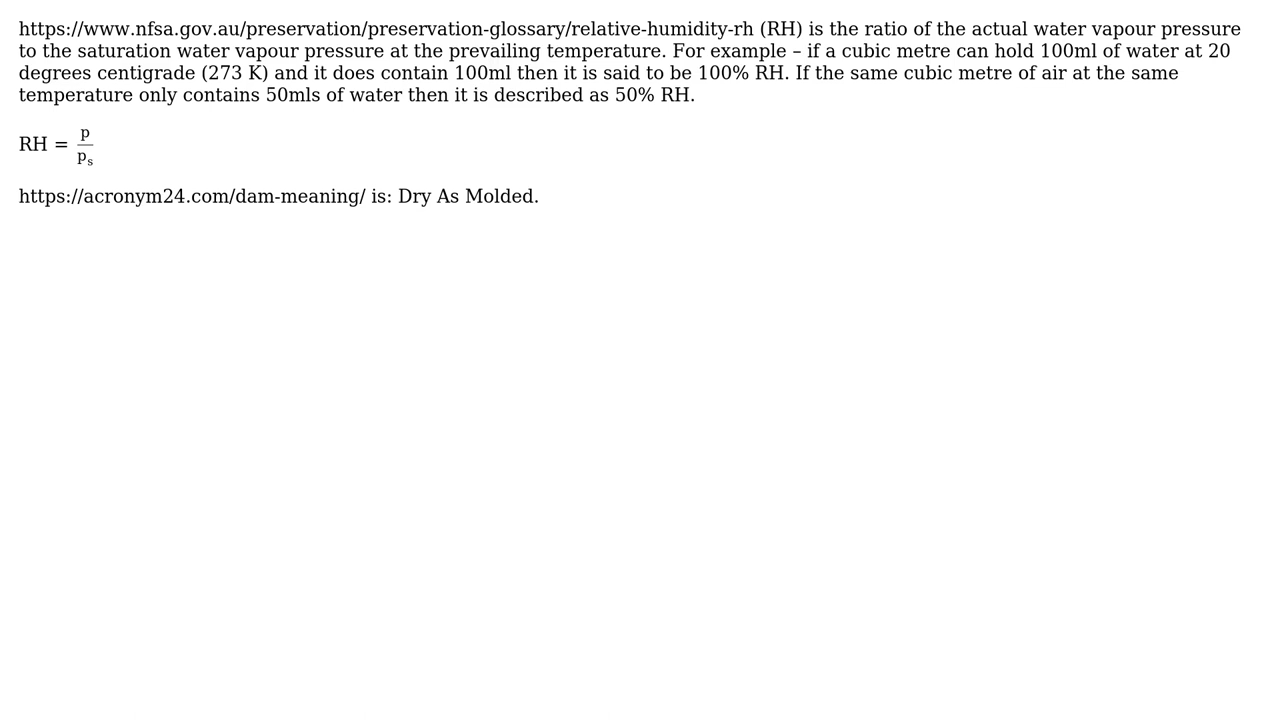 https://www.nfsa.gov.au/preservation/preservation-glossary/relative-humidity-rh (RH) is the ratio of the actual water vapour pressure
to the saturation water vapour pressure at the prevailing temperature. For example – if a cubic metre can hold 100ml of water at 20
degrees centigrade (273 K) and it does contain 100ml then it is said to be 100% RH. If the same cubic metre of air at the same
temperature only contains 50mls of water then it is described as 50% RH.
RH = p/pₛ
https://acronym24.com/dam-meaning/ is: Dry As Molded.